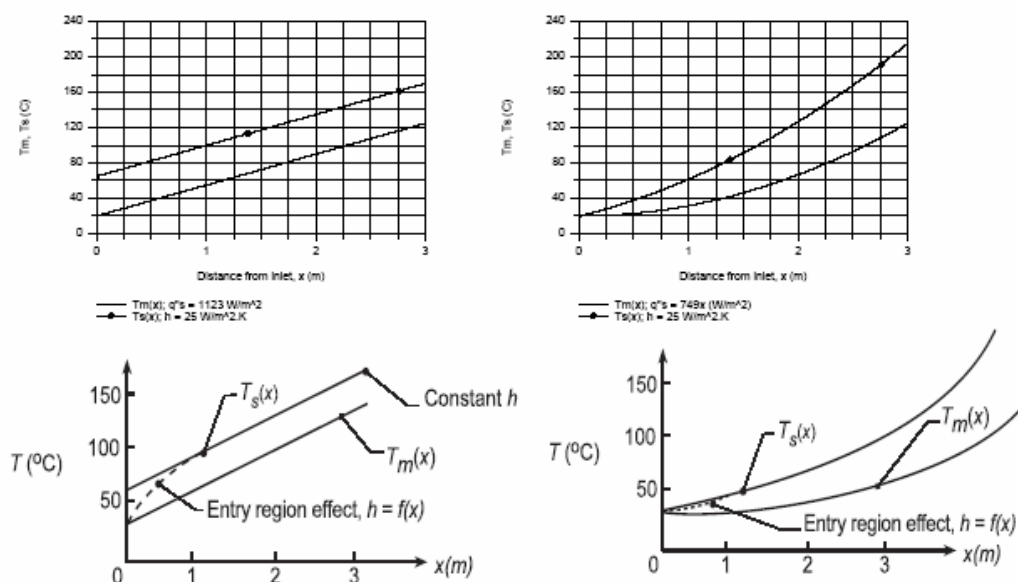 240
200
160
120
80
40
0
Tm, Ts (C)
0 1 2 3
Distance from Inlet, x (m)
Tm(x); q"s = 1123 W/m^2
Ts(x); h = 25 W/m^2.K
240
200
160
120
80
40
0
Tm, Ts (C)
0 1 2 3
Distance from Inlet, x (m)
Tm(x); q"s = 749x (W/m^2)
Ts(x); h = 25 W/m^2.K
150
100
50
T (ºC)
Ts(x)
Constant h
Tm(x)
Entry region effect, h = f(x)
0 1 2 3 x(m)
150
100
50
T (ºC)
Ts(x)
Tm(x)
Entry region effect, h = f(x)
0 1 2 3 x(m)